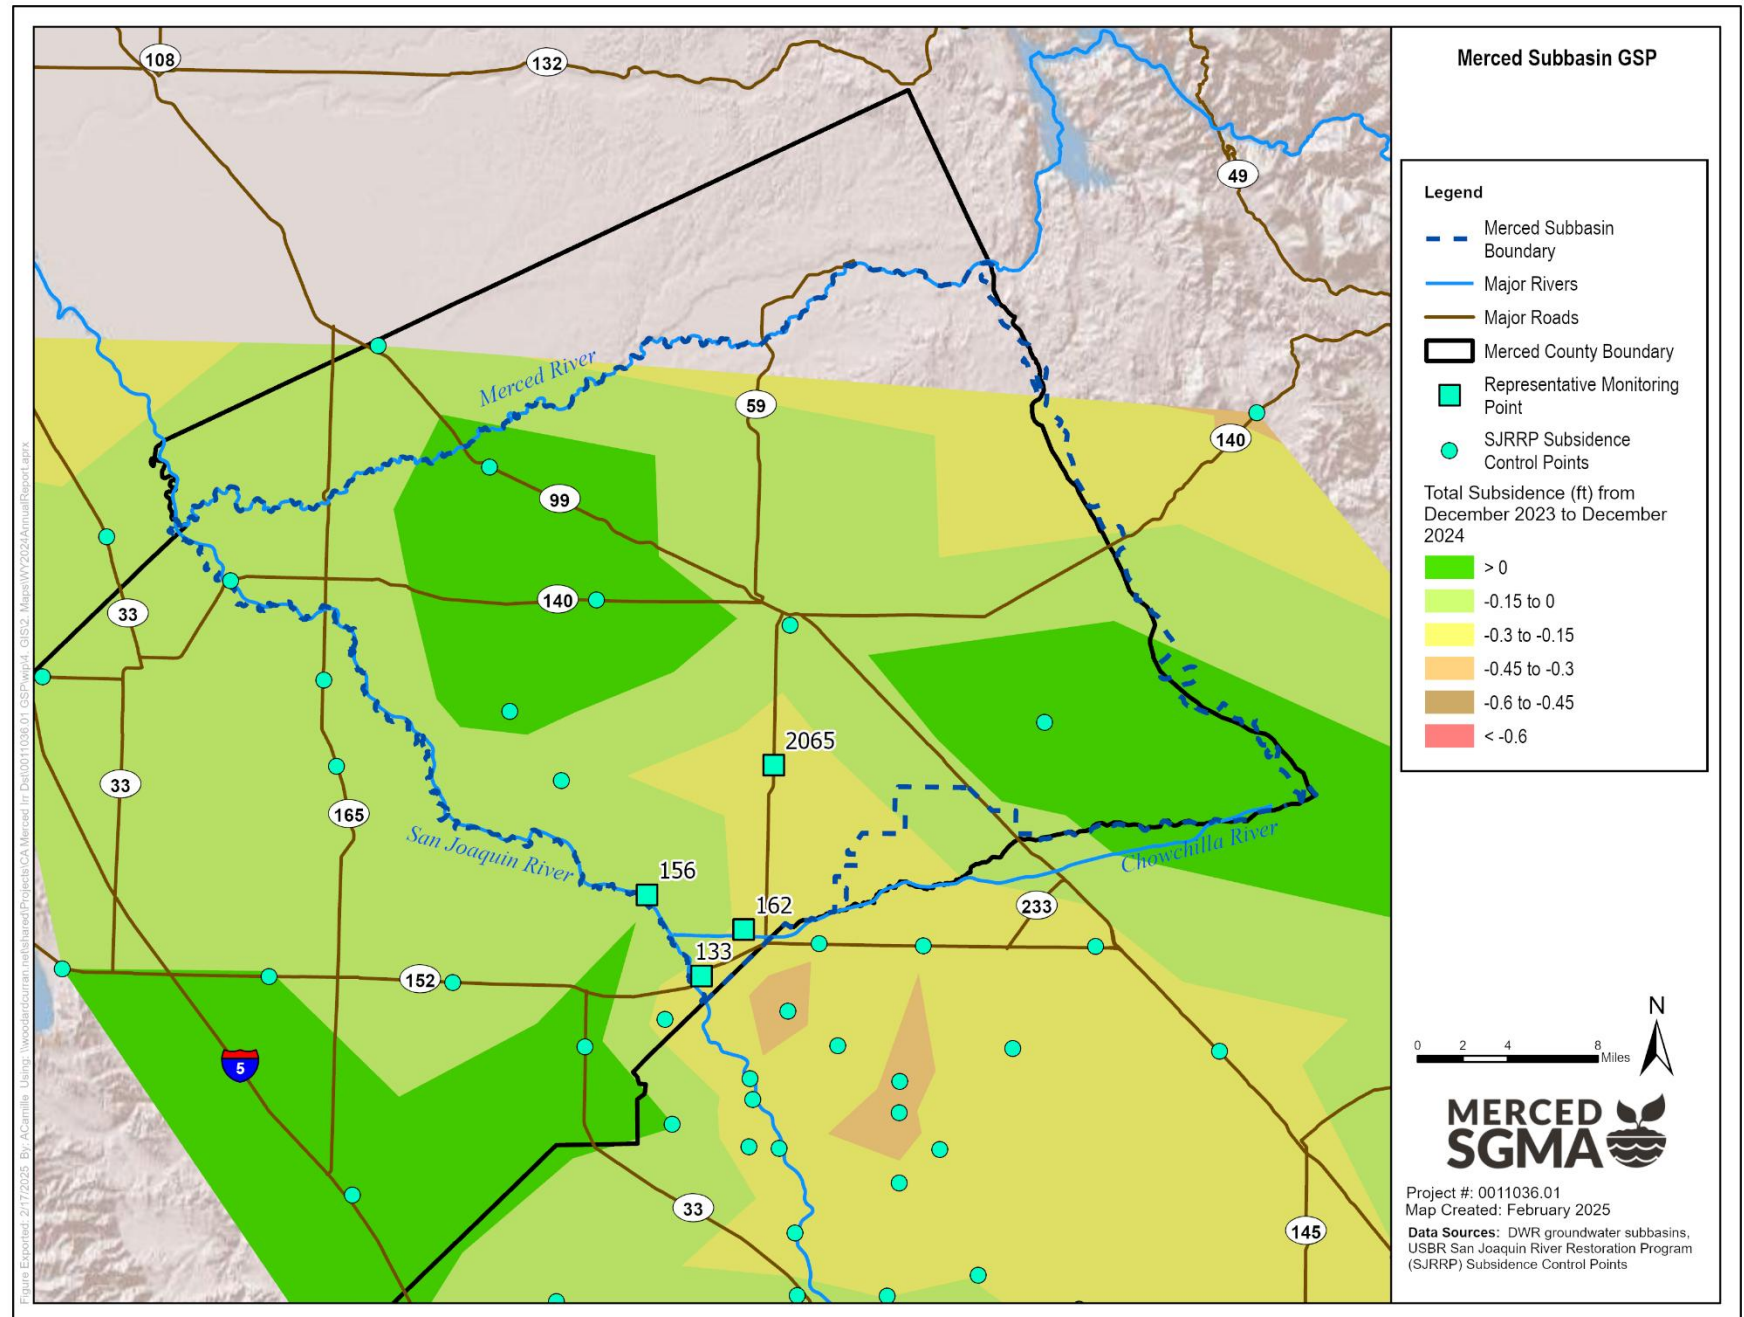 Merced Subbasin GSP
Legend
Merced Subbasin
Boundary
Major Rivers
Major Roads
Merced County Boundary
Representative Monitoring
Point
SJRRP Subsidence
Control Points
Total Subsidence (ft) from
December 2023 to December
2024
> 0
-0.15 to 0
-0.3 to -0.15
-0.45 to -0.3
-0.6 to -0.45
< -0.6
N
0 2 4 8
Miles
MERCED
SGMA
Project #: 0011036.01
Map Created: February 2025
Data Sources: DWR groundwater subbasins,
USBR San Joaquin River Restoration Program
(SJRRP) Subsidence Control Points
108
132
49
Merced River
59
140
99
140
33
2065
33
165
San Joaquin River
Chowchilla River
156
162
233
133
152
5
33
145